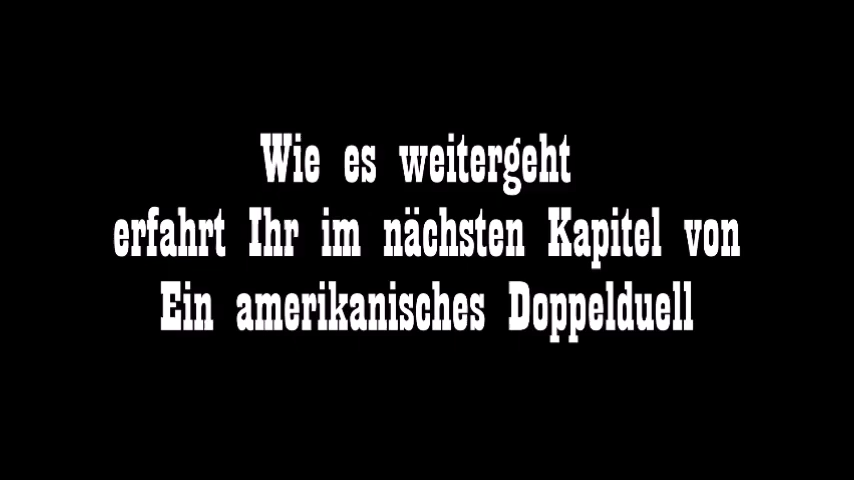 Wie es weitergeht
erfahrt Ihr im nächsten Kapitel von
Ein amerikanisches Doppelduell